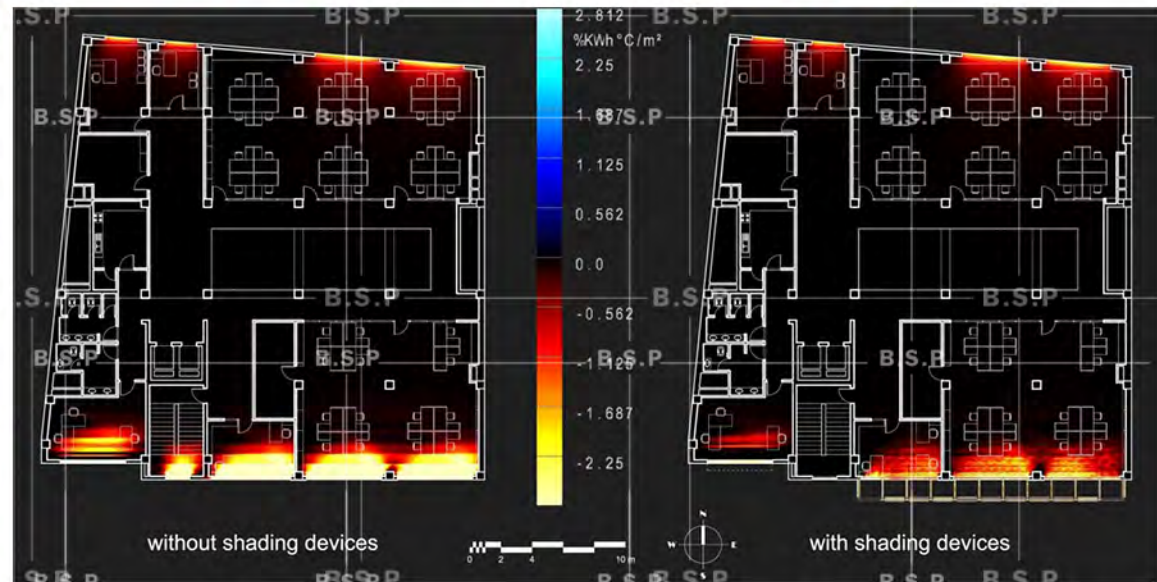 B.S.P B.S.P B.S.P B.S.P
2.812
%KWh°C/m²
2.25
B.S.P B.S.P 1.687 B.S.P B.S.P
1.125
0.562
0.0
.S.P B.S.P B.S.P B.S.P
-0.562
B.S.P B.S.P -1.125 B.S.P B.S.P
-1.687
-2.25
without shading devices
0 2 4 10 m
N
W E
S
with shading devices
B.S.P B.S.P B.S.P B.S.P